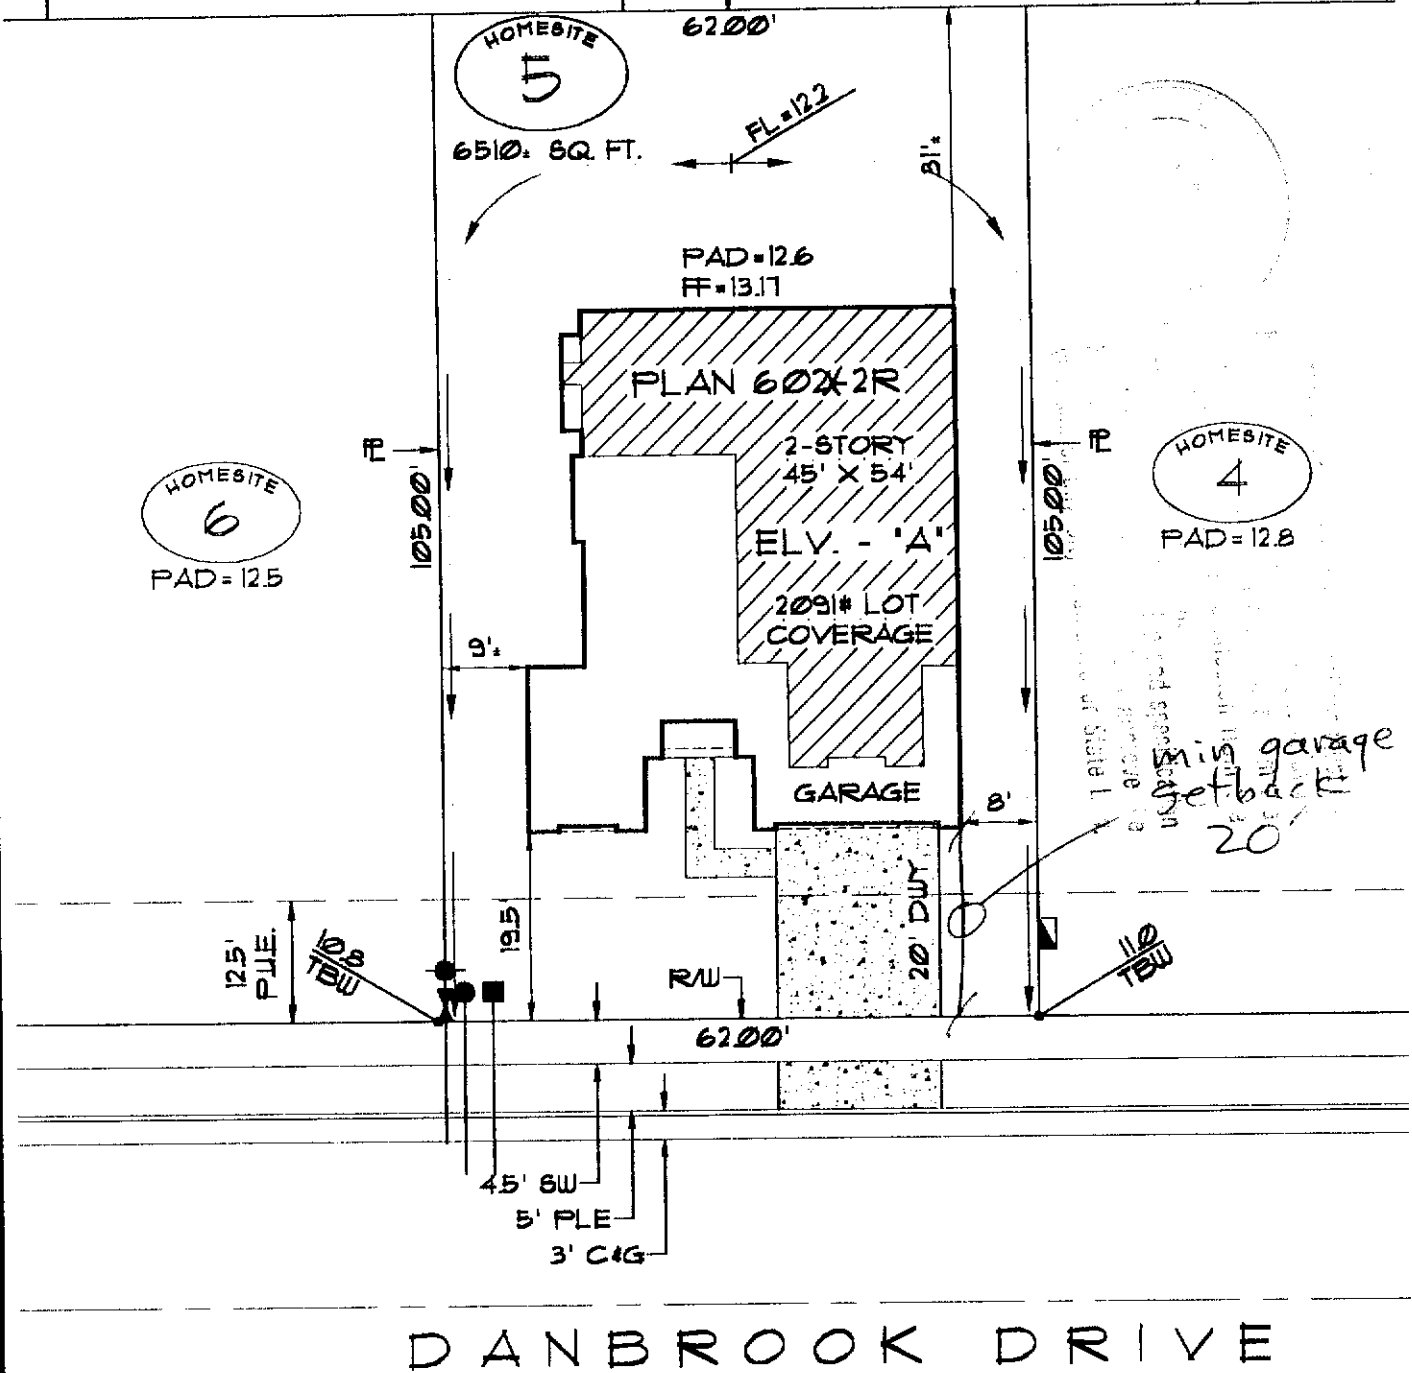 62.00'
HOMESITE
5
6510± SQ. FT.
FL=12.2
31'±
PAD=12.6
FF=13.17
PLAN 602X-2R
2-STORY
45' X 54'
ELV. - "A"
2091# LOT
COVERAGE
PL
105.00'
PL
105.00'
HOMESITE
6
PAD=12.5
HOMESITE
4
PAD=12.8
9'±
GARAGE
8'
min garage
setback
20'
19.5'
20' DWY
12.5'
P.U.E.
10.8
TBW
R/W
11.0
TBW
62.00'
4.5' SW
5' PLE
3' C&G
DANBROOK DRIVE